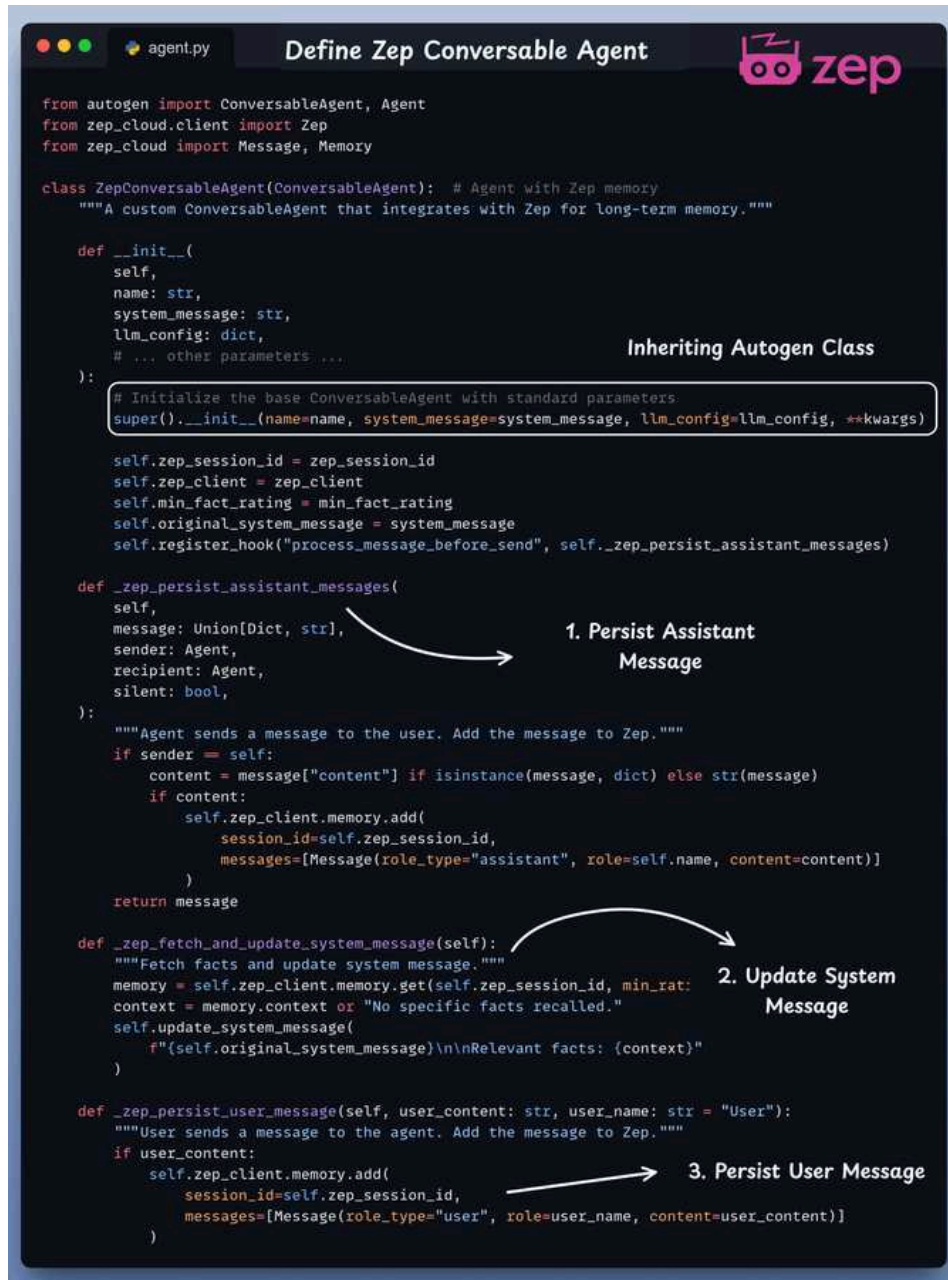 agent.py
Define Zep Conversable Agent
zep
from autogen import ConversableAgent, Agent
from zep_cloud.client import Zep
from zep_cloud import Message, Memory
class ZepConversableAgent(ConversableAgent):  # Agent with Zep memory
    """A custom ConversableAgent that integrates with Zep for long-term memory."""
    def __init__(
        self,
        name: str,
        system_message: str,
        llm_config: dict,
        # ... other parameters ...
Inheriting Autogen Class
    ):
        # Initialize the base ConversableAgent with standard parameters
        super().__init__(name=name, system_message=system_message, llm_config=llm_config, **kwargs)
        self.zep_session_id = zep_session_id
        self.zep_client = zep_client
        self.min_fact_rating = min_fact_rating
        self.original_system_message = system_message
        self.register_hook("process_message_before_send", self._zep_persist_assistant_messages)
    def _zep_persist_assistant_messages(
        self,
        message: Union[Dict, str],
        sender: Agent,
        recipient: Agent,
        silent: bool,
1. Persist Assistant
Message
    ):
        """Agent sends a message to the user. Add the message to Zep."""
        if sender == self:
            content = message["content"] if isinstance(message, dict) else str(message)
            if content:
                self.zep_client.memory.add(
                    session_id=self.zep_session_id,
                    messages=[Message(role_type="assistant", role=self.name, content=content)]
                )
        return message
    def _zep_fetch_and_update_system_message(self):
        """Fetch facts and update system message."""
        memory = self.zep_client.memory.get(self.zep_session_id, min_rat:
        context = memory.context or "No specific facts recalled."
        self.update_system_message(
            f"{self.original_system_message}\n\nRelevant facts: {context}"
        )
2. Update System
Message
    def _zep_persist_user_message(self, user_content: str, user_name: str = "User"):
        """User sends a message to the agent. Add the message to Zep."""
        if user_content:
            self.zep_client.memory.add(
                session_id=self.zep_session_id,
                messages=[Message(role_type="user", role=user_name, content=user_content)]
            )
3. Persist User Message